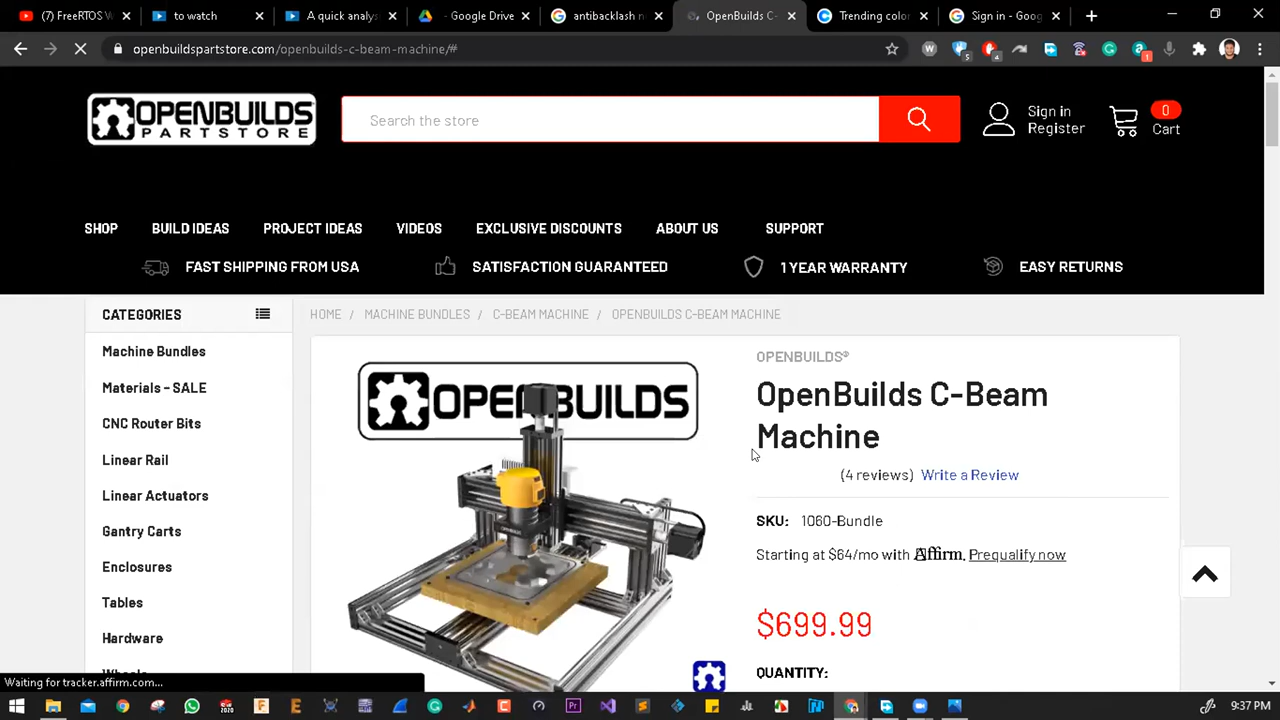 (7) FreeRTOS W
to watch
A quick analys
- Google Drive
antibacklash n
OpenBuilds C-
Trending color
Sign in - Goog
openbuildspartstore.com/openbuilds-c-beam-machine/#
OPENBUILDS
PARTSTORE
Search the store
Sign in
Register
0
Cart
SHOP
BUILD IDEAS
PROJECT IDEAS
VIDEOS
EXCLUSIVE DISCOUNTS
ABOUT US
SUPPORT
FAST SHIPPING FROM USA
SATISFACTION GUARANTEED
1 YEAR WARRANTY
EASY RETURNS
CATEGORIES
Machine Bundles
Materials - SALE
CNC Router Bits
Linear Rail
Linear Actuators
Gantry Carts
Enclosures
Tables
Hardware
HOME / MACHINE BUNDLES / C-BEAM MACHINE / OPENBUILDS C-BEAM MACHINE
OPENBUILDS
OPENBUILDS®
OpenBuilds C-Beam
Machine
(4 reviews) Write a Review
SKU: 1060-Bundle
Starting at $64/mo with Affirm. Prequalify now
$699.99
QUANTITY:
Waiting for tracker.affirm.com...
9:37 PM